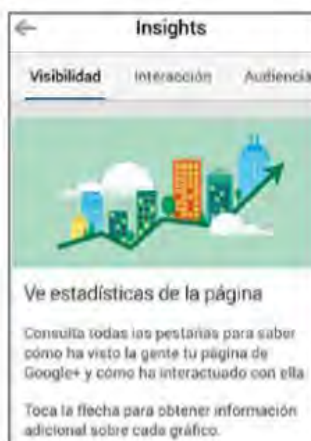 Insights
Visibilidad Interacción Audiencia
Ve estadísticas de la página
Consulta todas las pestañas para saber
cómo ha visto la gente tu página de
Google+ y cómo ha interactuado con ella
Toca la flecha para obtener información
adicional sobre cada gráfico.